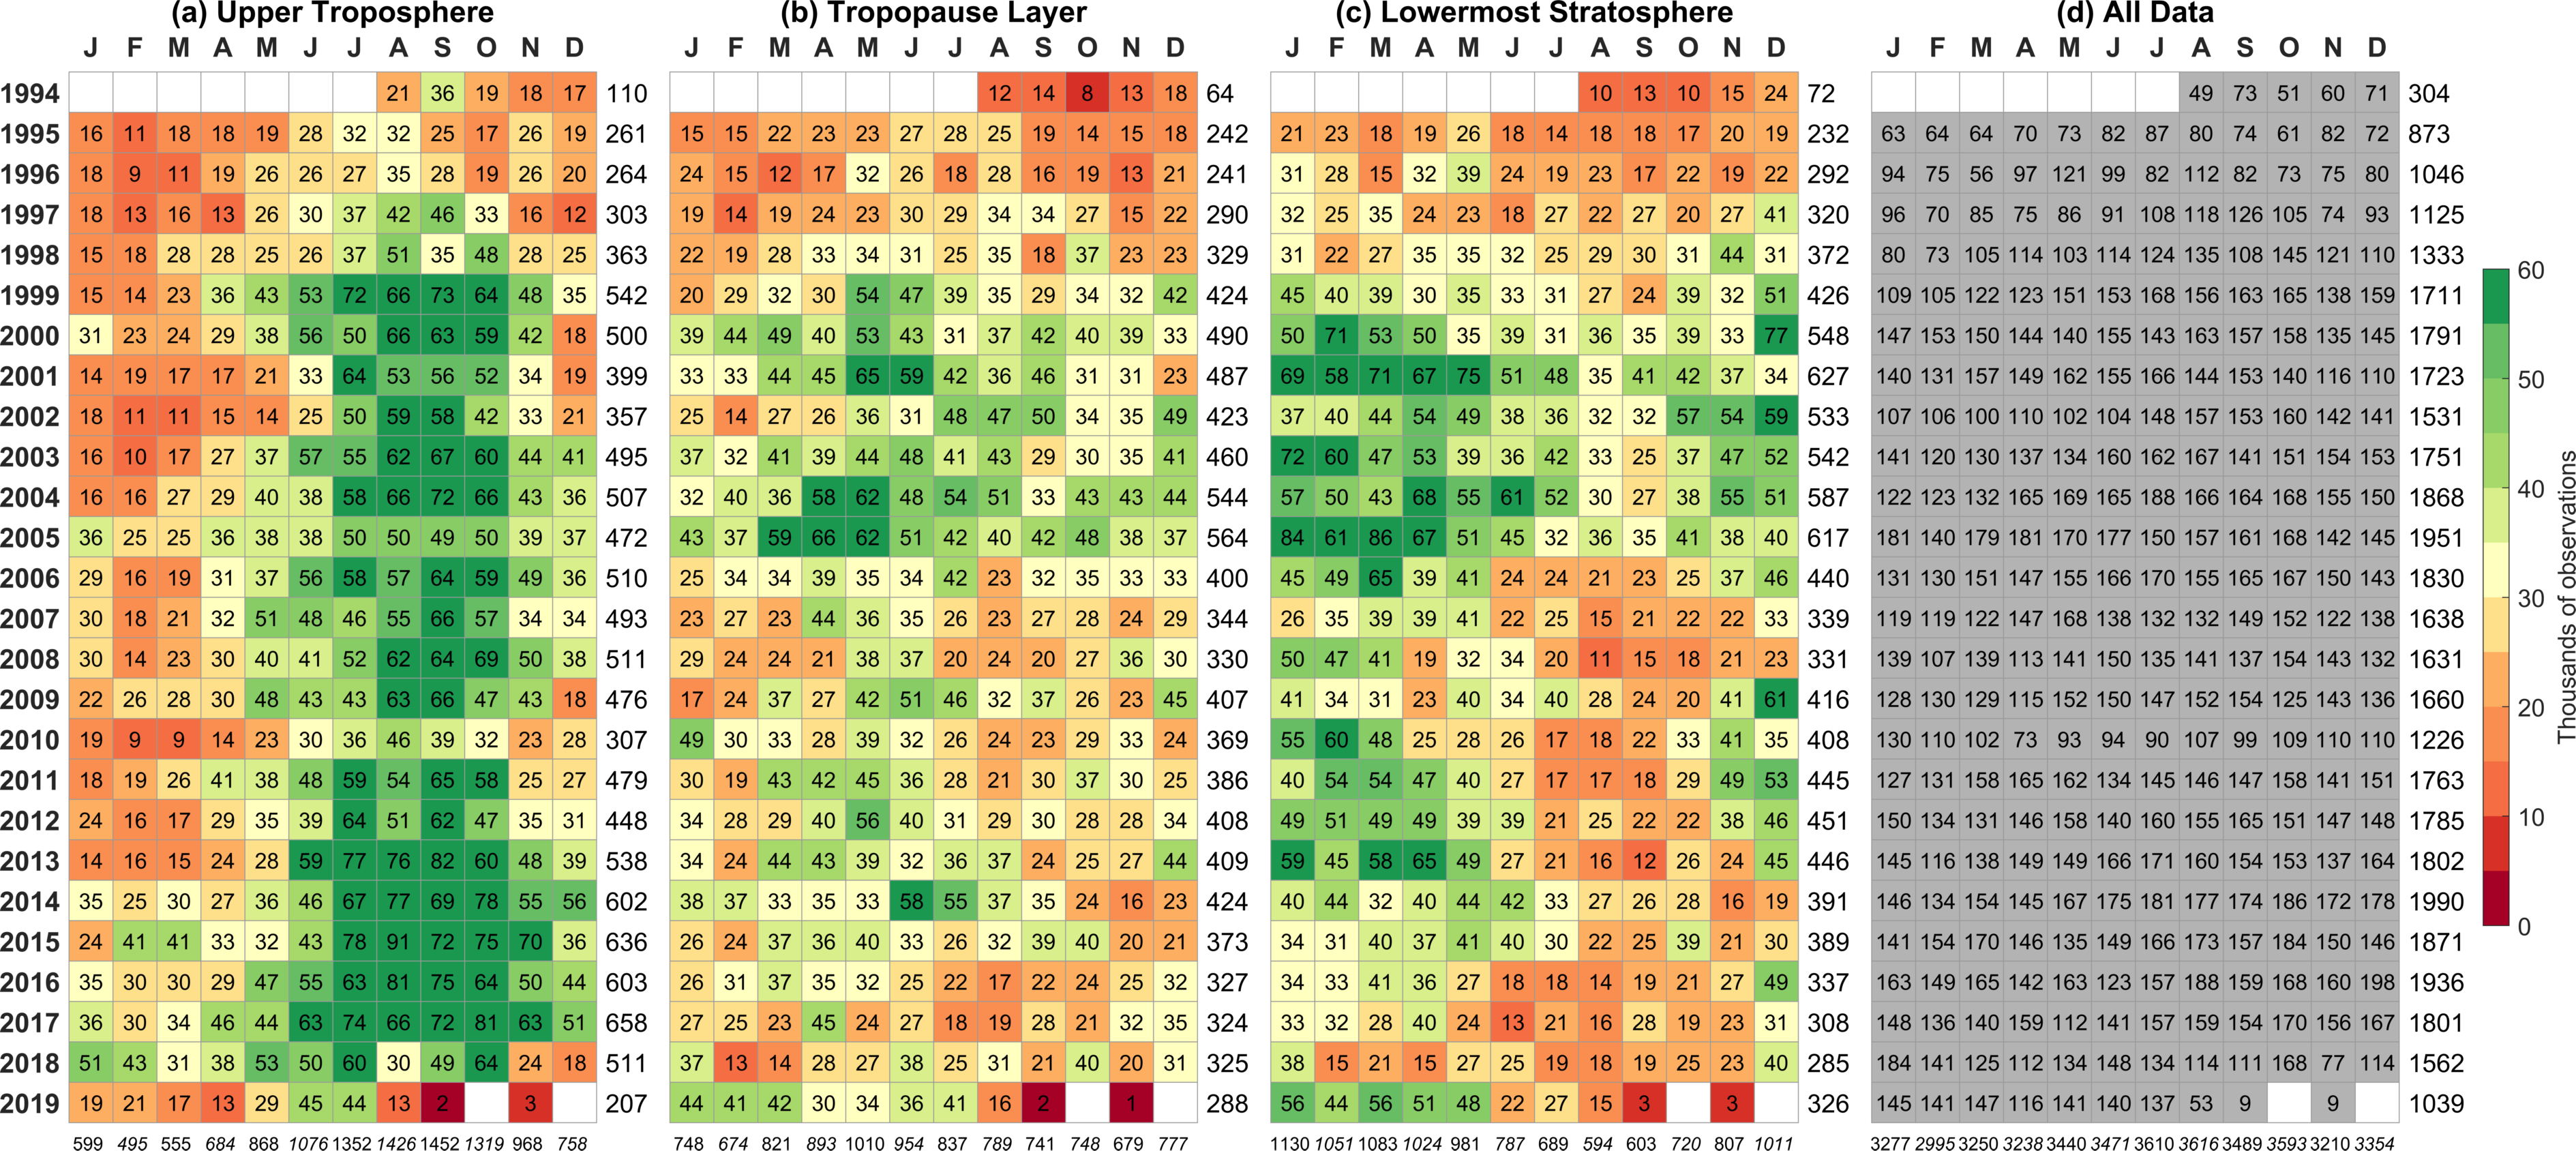 (a) Upper Troposphere (b) Tropopause Layer (c) Lowermost Stratosphere (d) All Data
J F M A M J J A S O N D J F M A M J J A S O N D J F M A M J J A S O N D J F M A M J J A S O N D
1994 21 36 19 18 17 110 12 14 8 13 18 64 10 13 10 15 24 72 49 73 51 60 71 304
1995 16 11 18 18 19 28 32 32 25 17 26 19 261 15 15 22 23 23 27 28 25 19 14 15 18 242 21 23 18 19 26 18 14 18 18 17 20 19 232 63 64 64 70 73 82 87 80 74 61 82 72 873
1996 18 9 11 19 26 26 27 35 28 19 26 20 264 24 15 12 17 32 26 18 28 16 19 13 21 241 31 28 15 32 39 24 19 23 17 22 19 22 292 94 75 56 97 121 99 82 112 82 73 75 80 1046
1997 18 13 16 13 26 30 37 42 46 33 16 12 303 19 14 19 24 23 30 29 34 34 27 15 22 290 32 25 35 24 23 18 27 22 27 20 27 41 320 96 70 85 75 86 91 108 118 126 105 74 93 1125
1998 15 18 28 28 25 26 37 51 35 48 28 25 363 22 19 28 33 34 31 25 35 18 37 23 23 329 31 22 27 35 35 32 25 29 30 31 44 31 372 80 73 105 114 103 114 124 135 108 145 121 110 1333
1999 15 14 23 36 43 53 72 66 73 64 48 35 542 20 29 32 30 54 47 39 35 29 34 32 42 424 45 40 39 30 35 33 31 27 24 39 32 51 426 109 105 122 123 151 153 168 156 163 165 138 159 1711
2000 31 23 24 29 38 56 50 66 63 59 42 18 500 39 44 49 40 53 43 31 37 42 40 39 33 490 50 71 53 50 35 39 31 36 35 39 33 77 548 147 153 150 144 140 155 143 163 157 158 135 145 1791
2001 14 19 17 17 21 33 64 53 56 52 34 19 399 33 33 44 45 65 59 42 36 46 31 31 23 487 69 58 71 67 75 51 48 35 41 42 37 34 627 140 131 157 149 162 155 166 144 153 140 116 110 1723
2002 18 11 11 15 14 25 50 59 58 42 33 21 357 25 14 27 26 36 31 48 47 50 34 35 49 423 37 40 44 54 49 38 36 32 32 57 54 59 533 107 106 100 110 102 104 148 157 153 160 142 141 1531
2003 16 10 17 27 37 57 55 62 67 60 44 41 495 37 32 41 39 44 48 41 43 29 30 35 41 460 72 60 47 53 39 36 42 33 25 37 47 52 542 141 120 130 137 134 160 162 167 141 151 154 153 1751
2004 16 16 27 29 40 38 58 66 72 66 43 36 507 32 40 36 58 62 48 54 51 33 43 43 44 544 57 50 43 68 55 61 52 30 27 38 55 51 587 122 123 132 165 169 165 188 166 164 168 155 150 1868
2005 36 25 25 36 38 38 50 50 49 50 39 37 472 43 37 59 66 62 51 42 40 42 48 38 37 564 84 61 86 67 51 45 32 36 35 41 38 40 617 181 140 179 181 170 177 150 157 161 168 142 145 1951
2006 29 16 19 31 37 56 58 57 64 59 49 36 510 25 34 34 39 35 34 42 23 32 35 33 33 400 45 49 65 39 41 24 24 21 23 25 37 46 440 131 130 151 147 155 166 170 155 165 167 150 143 1830
2007 30 18 21 32 51 48 46 55 66 57 34 34 493 23 27 23 44 36 35 26 23 27 28 24 29 344 26 35 39 39 41 22 25 15 21 22 22 33 339 119 119 122 147 168 138 132 132 149 152 122 138 1638
2008 30 14 23 30 40 41 52 62 64 69 50 38 511 29 24 24 21 38 37 20 24 20 27 36 30 330 50 47 41 19 32 34 20 11 15 18 21 23 331 139 107 139 113 141 150 135 141 137 154 143 132 1631
2009 22 26 28 30 48 43 43 63 66 47 43 18 476 17 24 37 27 42 51 46 32 37 26 23 45 407 41 34 31 23 40 34 40 28 24 20 41 61 416 128 130 129 115 152 150 147 152 154 125 143 136 1660
2010 19 9 9 14 23 30 36 46 39 32 23 28 307 49 30 33 28 39 32 26 24 23 29 33 24 369 55 60 48 25 28 26 17 18 22 33 41 35 408 130 110 102 73 93 94 90 107 99 109 110 110 1226
2011 18 19 26 41 38 48 59 54 65 58 25 27 479 30 19 43 42 45 36 28 21 30 37 30 25 386 40 54 54 47 40 27 17 17 18 29 49 53 445 127 131 158 165 162 134 145 146 147 158 141 151 1763
2012 24 16 17 29 35 39 64 51 62 47 35 31 448 34 28 29 40 56 40 31 29 30 28 28 34 408 49 51 49 49 39 39 21 25 22 22 38 46 451 150 134 131 146 158 140 160 155 165 151 147 148 1785
2013 14 16 15 24 28 59 77 76 82 60 48 39 538 34 24 44 43 39 32 36 37 24 25 27 44 409 59 45 58 65 49 27 21 16 12 26 24 45 446 145 116 138 149 149 166 171 160 154 153 137 164 1802
2014 35 25 30 27 36 46 67 77 69 78 55 56 602 38 37 33 35 33 58 55 37 35 24 16 23 424 40 44 32 40 44 42 33 27 26 28 16 19 391 146 134 154 145 167 175 181 177 174 186 172 178 1990
2015 24 41 41 33 32 43 78 91 72 75 70 36 636 26 24 37 36 40 33 26 32 39 40 20 21 373 34 31 40 37 41 40 30 22 25 39 21 30 389 141 154 170 146 135 149 166 173 157 184 150 146 1871
2016 35 30 30 29 47 55 63 81 75 64 50 44 603 26 31 37 35 32 25 22 17 22 24 25 32 327 34 33 41 36 27 18 18 14 19 21 27 49 337 163 149 165 142 163 123 157 188 159 168 160 198 1936
2017 36 30 34 46 44 63 74 66 72 81 63 51 658 27 25 23 45 24 27 18 19 28 21 32 35 324 33 32 28 40 24 13 21 16 28 19 23 31 308 148 136 140 159 112 141 157 159 154 170 156 167 1801
2018 51 43 31 38 53 50 60 30 49 64 24 18 511 37 13 14 28 27 38 25 31 21 40 20 31 325 38 15 21 15 27 25 19 18 19 25 23 40 285 184 141 125 112 134 148 134 114 111 168 77 114 1562
2019 19 21 17 13 29 45 44 13 2 3 207 44 41 42 30 34 36 41 16 2 1 288 56 44 56 51 48 22 27 15 3 3 326 145 141 147 116 141 140 137 53 9 9 1039
599 495 555 684 868 1076 1352 1426 1452 1319 968 758 748 674 821 893 1010 954 837 789 741 748 679 777 1130 1051 1083 1024 981 787 689 594 603 720 807 1011 3277 2995 3250 3238 3440 3471 3610 3616 3489 3593 3210 3354
60
50
40
30
20
10
0
Thousands of observations